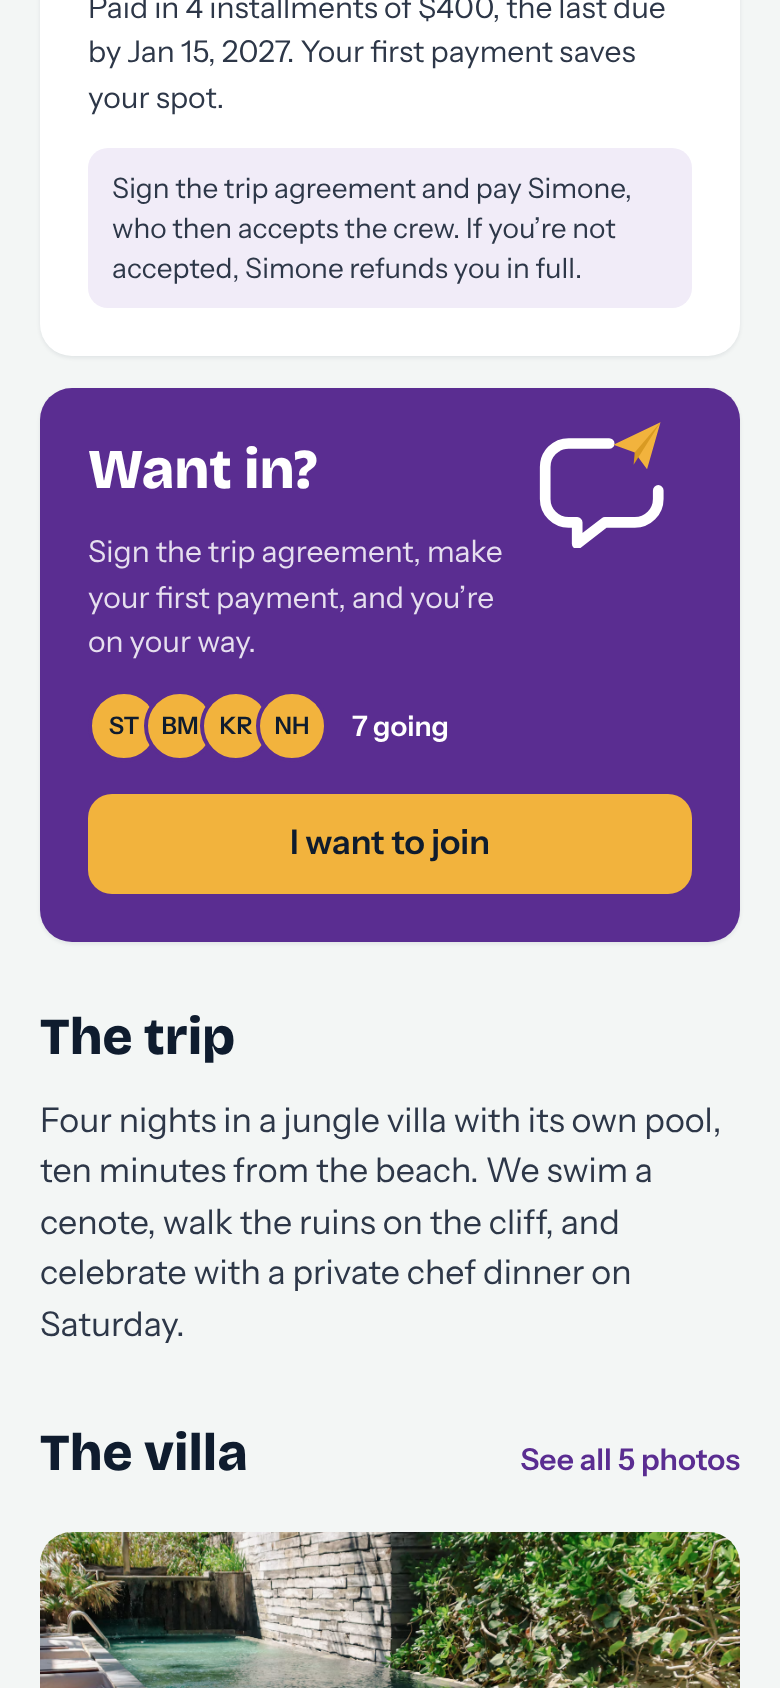 Paid in 4 installments of $400, the last due
by Jan 15, 2027. Your first payment saves
your spot.
Sign the trip agreement and pay Simone,
who then accepts the crew. If you’re not
accepted, Simone refunds you in full.
Want in?
Sign the trip agreement, make
your first payment, and you’re
on your way.
ST BM KR NH 7 going
I want to join
The trip
Four nights in a jungle villa with its own pool,
ten minutes from the beach. We swim a
cenote, walk the ruins on the cliff, and
celebrate with a private chef dinner on
Saturday.
The villa See all 5 photos